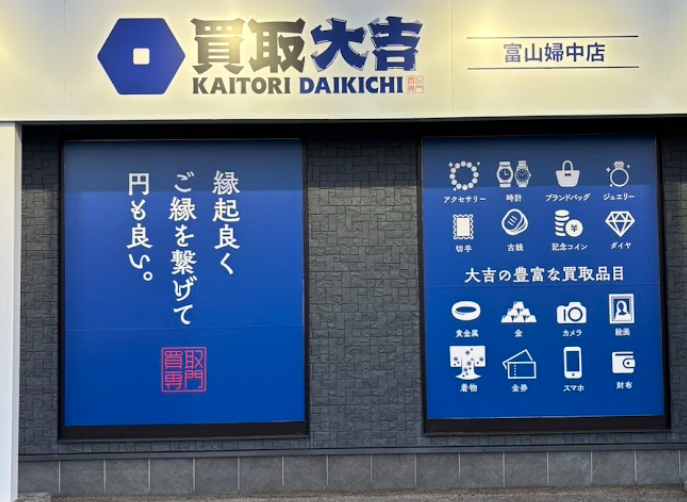 買取大吉
KAITORI DAIKICHI
買取
専門
富山婦中店
縁起良く
ご縁を繋げて
円も良い。
買取
専門
アクセサリー
時計
ブランドバッグ
ジュエリー
切手
古銭
記念コイン
ダイヤ
大吉の豊富な買取品目
貴金属
金
カメラ
絵画
着物
金券
スマホ
財布